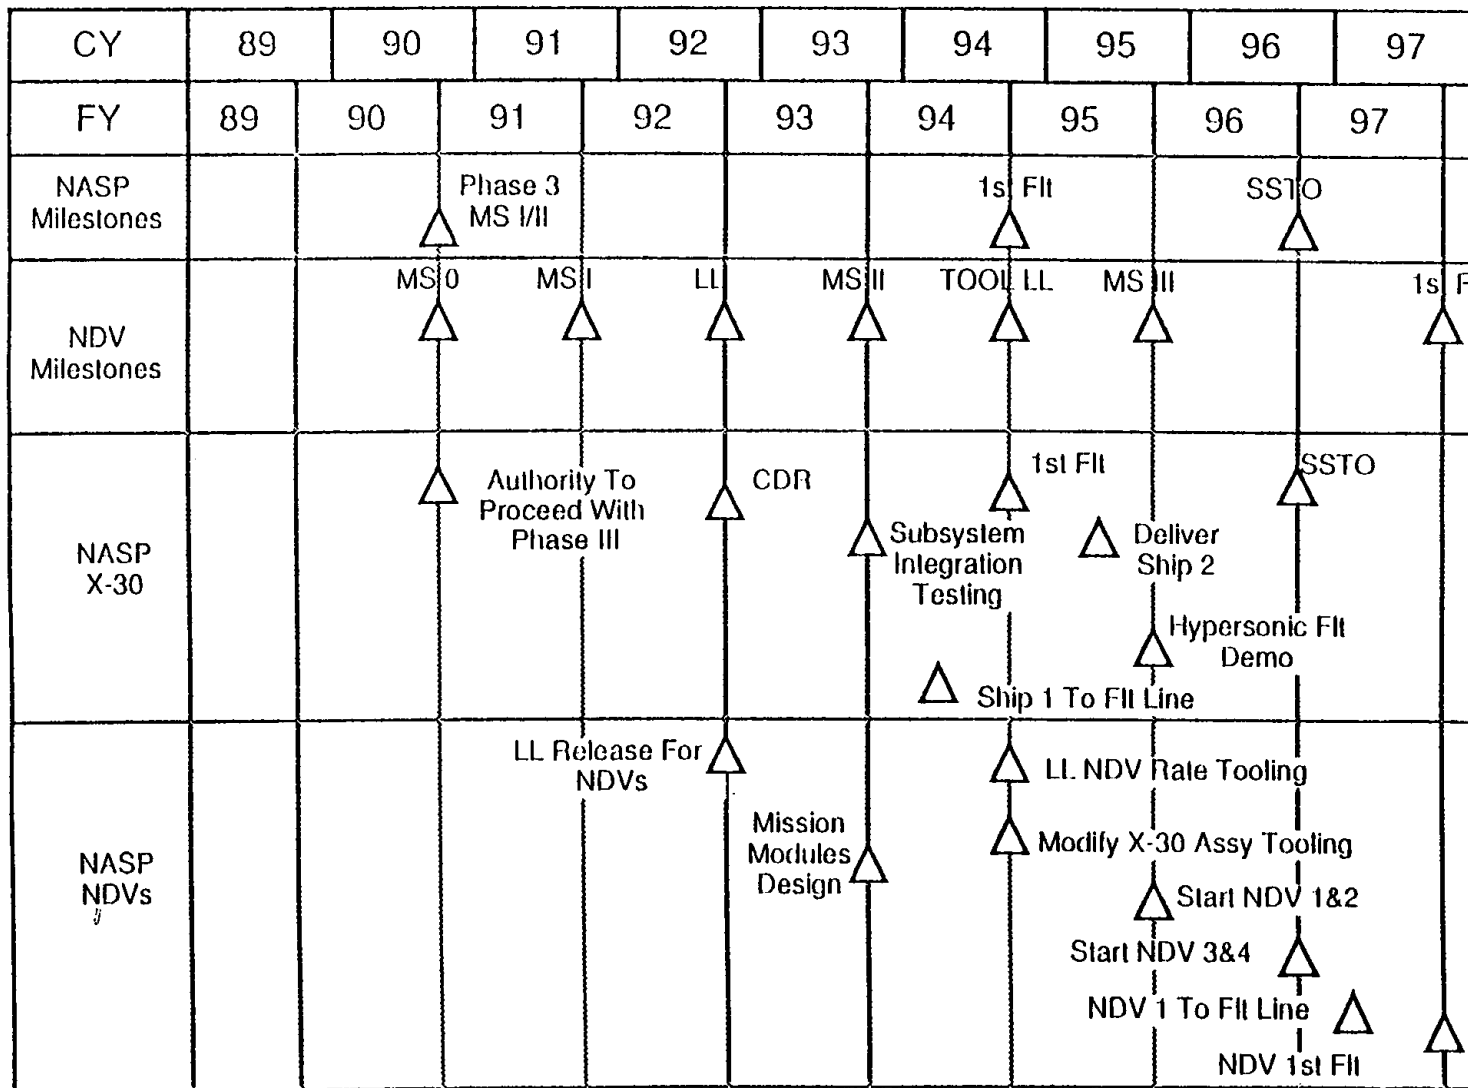 CY 89 90 91 92 93 94 95 96 97
FY 89 90 91 92 93 94 95 96 97
NASP
Milestones
Phase 3
MS I/II
1st Flt
SSTO
NDV
Milestones
MS 0
MS I
LL
MS II
TOOL LL
MS III
1st F
NASP
X-30
Authority To
Proceed With
Phase III
CDR
Subsystem
Integration
Testing
1st Flt
Deliver
Ship 2
SSTO
Hypersonic Flt
Demo
Ship 1 To Flt Line
NASP
NDVs
LL Release For
NDVs
Mission
Modules
Design
LL NDV Rate Tooling
Modify X-30 Assy Tooling
Start NDV 1&2
Start NDV 3&4
NDV 1 To Flt Line
NDV 1st Flt